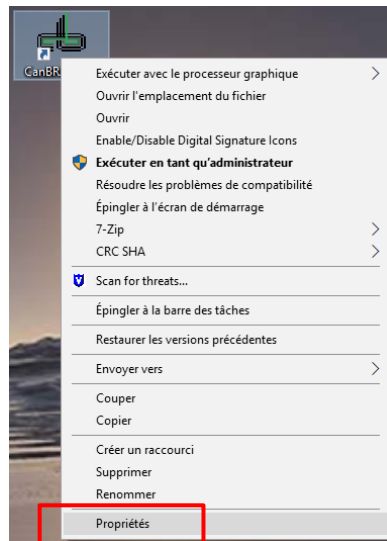 CanBR
Exécuter avec le processeur graphique
Ouvrir l'emplacement du fichier
Ouvrir
Enable/Disable Digital Signature Icons
Exécuter en tant qu'administrateur
Résoudre les problèmes de compatibilité
Épingler à l'écran de démarrage
7-Zip
CRC SHA
Scan for threats...
Épingler à la barre des tâches
Restaurer les versions précédentes
Envoyer vers
Couper
Copier
Créer un raccourci
Supprimer
Renommer
Propriétés